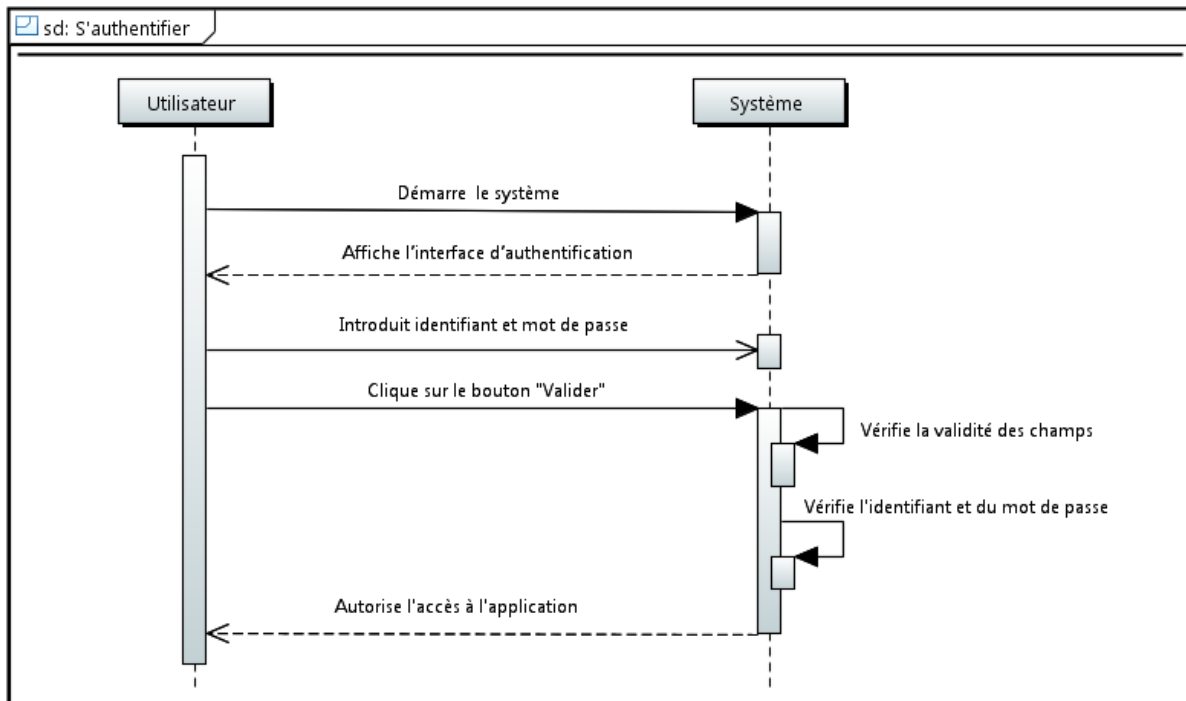 sd: S'authentifier
Utilisateur
Système
Démarre le système
Affiche l'interface d'authentification
Introduit identifiant et mot de passe
Clique sur le bouton "Valider"
Vérifie la validité des champs
Vérifie l'identifiant et du mot de passe
Autorise l'accès à l'application